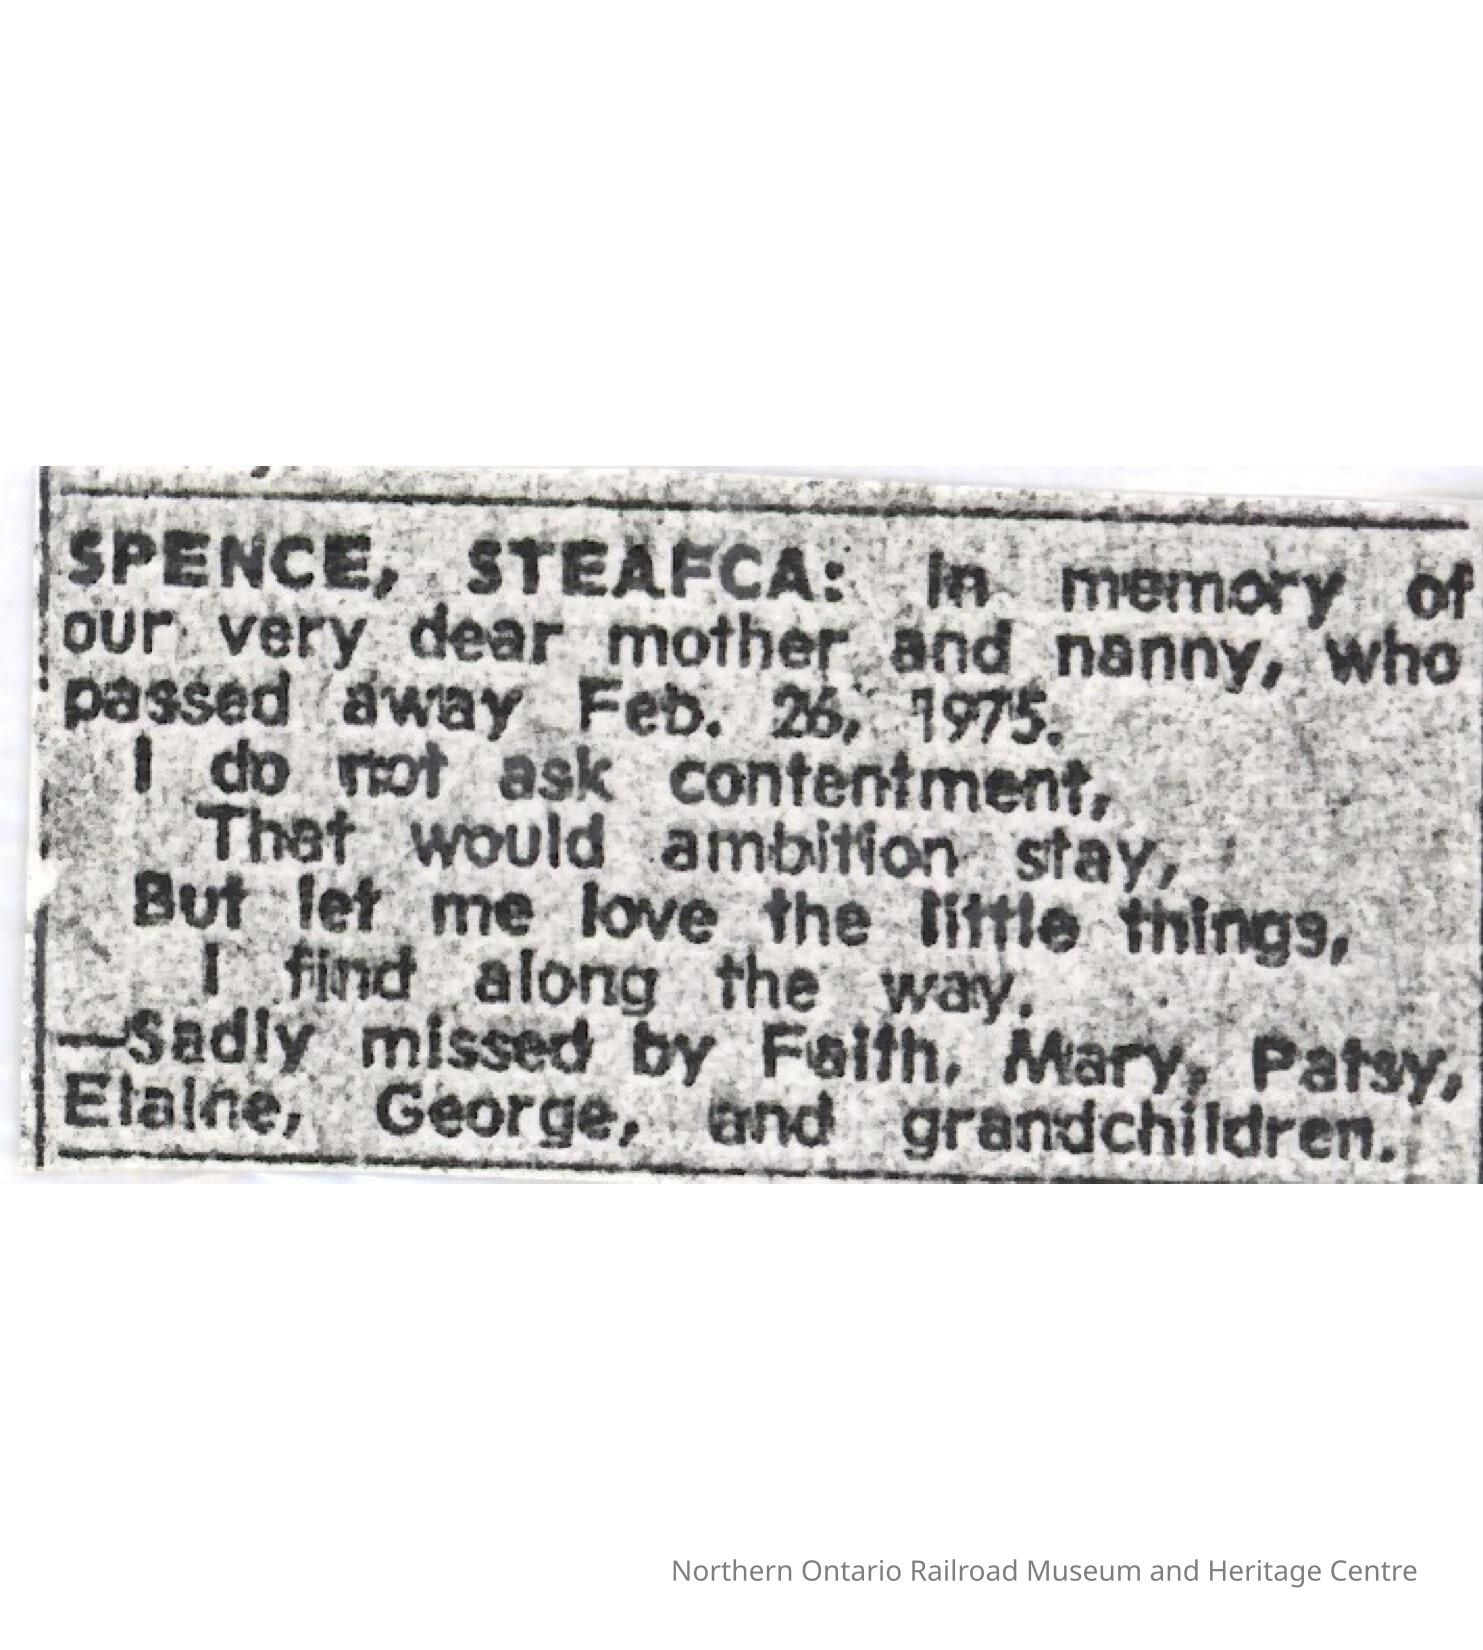 SPENCE, STEAFCA: In memory of
our very dear mother and nanny, who
passed away Feb. 26, 1975.
I do not ask contentment,
That would ambition stay,
But let me love the little things,
I find along the way.
—Sadly missed by Faith, Mary, Patsy,
Elaine, George, and grandchildren.
Northern Ontario Railroad Museum and Heritage Centre